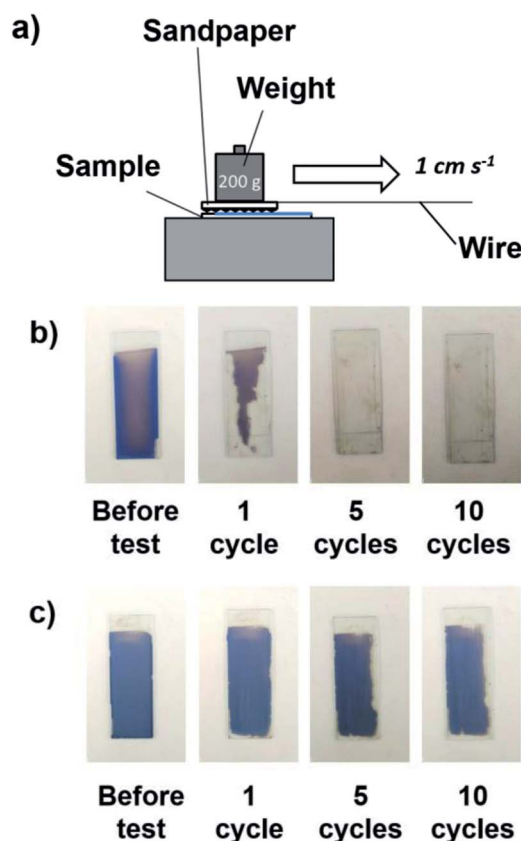 a)
Sandpaper
Weight
Sample
200 g
1 cm s⁻¹
Wire
b)
Before test
1 cycle
5 cycles
10 cycles
c)
Before test
1 cycle
5 cycles
10 cycles